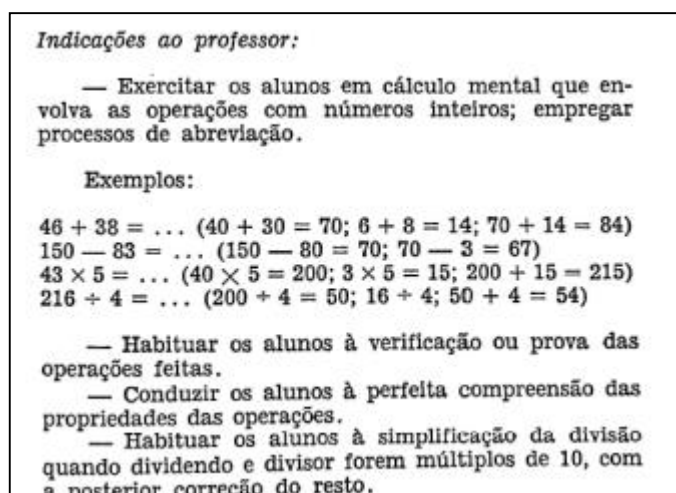 Indicações ao professor:
— Exercitar os alunos em cálculo mental que en-
volva as operações com números inteiros; empregar
processos de abreviação.
Exemplos:
46 + 38 = ... (40 + 30 = 70; 6 + 8 = 14; 70 + 14 = 84)
150 — 83 = ... (150 — 80 = 70; 70 — 3 = 67)
43 × 5 = ... (40 × 5 = 200; 3 × 5 = 15; 200 + 15 = 215)
216 ÷ 4 = ... (200 ÷ 4 = 50; 16 ÷ 4; 50 + 4 = 54)
— Habituar os alunos à verificação ou prova das
operações feitas.
— Conduzir os alunos à perfeita compreensão das
propriedades das operações.
— Habituar os alunos à simplificação da divisão
quando dividendo e divisor forem múltiplos de 10, com
a posterior correção do resto.